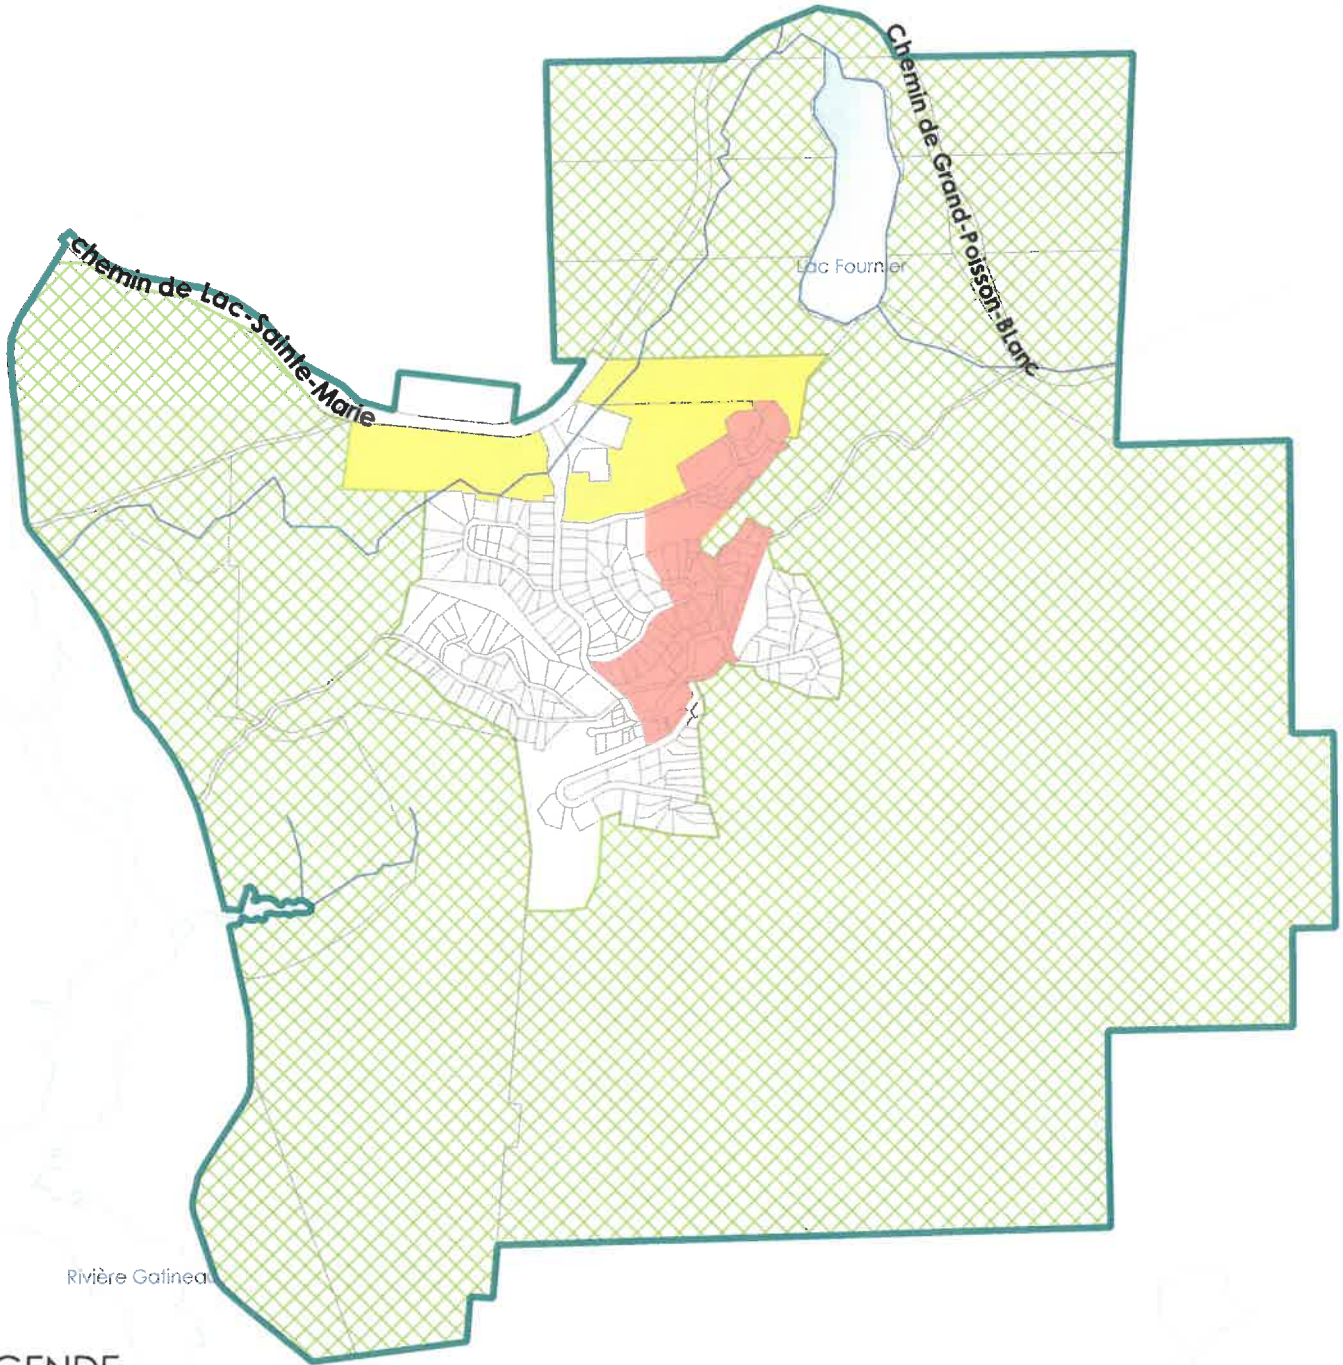 Chemin de Grand-Poisson-BLanc
chemin de Lac-Sainte-Marie
Lac Fournier
Rivière Gatineau